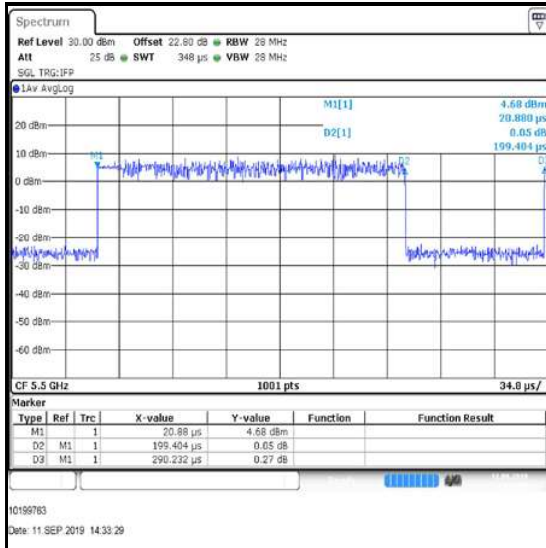 Spectrum
Ref Level 30.00 dBm Offset 22.80 dB RBW 28 MHz
Att 25 dB SWT 348 µs VBW 28 MHz
SGL TRG:IFP
1Av AvgLog
M1[1] 4.68 dBm
20.880 µs
D2[1] 0.05 dB
199.404 µs
20 dBm
10 dBm
M1
D2
D3
0 dBm
-10 dBm
-20 dBm
-30 dBm
-40 dBm
-50 dBm
-60 dBm
CF 5.5 GHz 1001 pts 34.8 µs/
Marker
Type Ref Trc X-value Y-value Function Function Result
M1 1 20.88 µs 4.68 dBm
D2 M1 1 199.404 µs 0.05 dB
D3 M1 1 290.232 µs 0.27 dB
10199763
Date: 11.SEP.2019 14:33:29